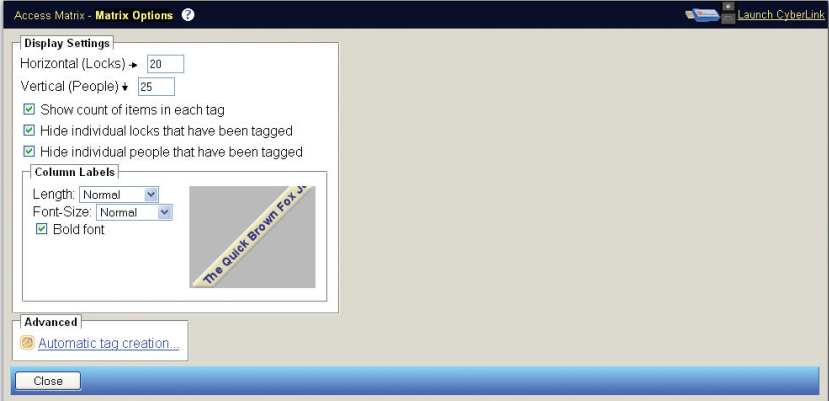 Access Matrix - Matrix Options ?
Launch CyberLink
Display Settings
Horizontal (Locks) 20
Vertical (People) 25
Show count of items in each tag
Hide individual locks that have been tagged
Hide individual people that have been tagged
Column Labels
Length: Normal
Font-Size: Normal
Bold font
The Quick Brown Fox
Advanced
Automatic tag creation...
Close